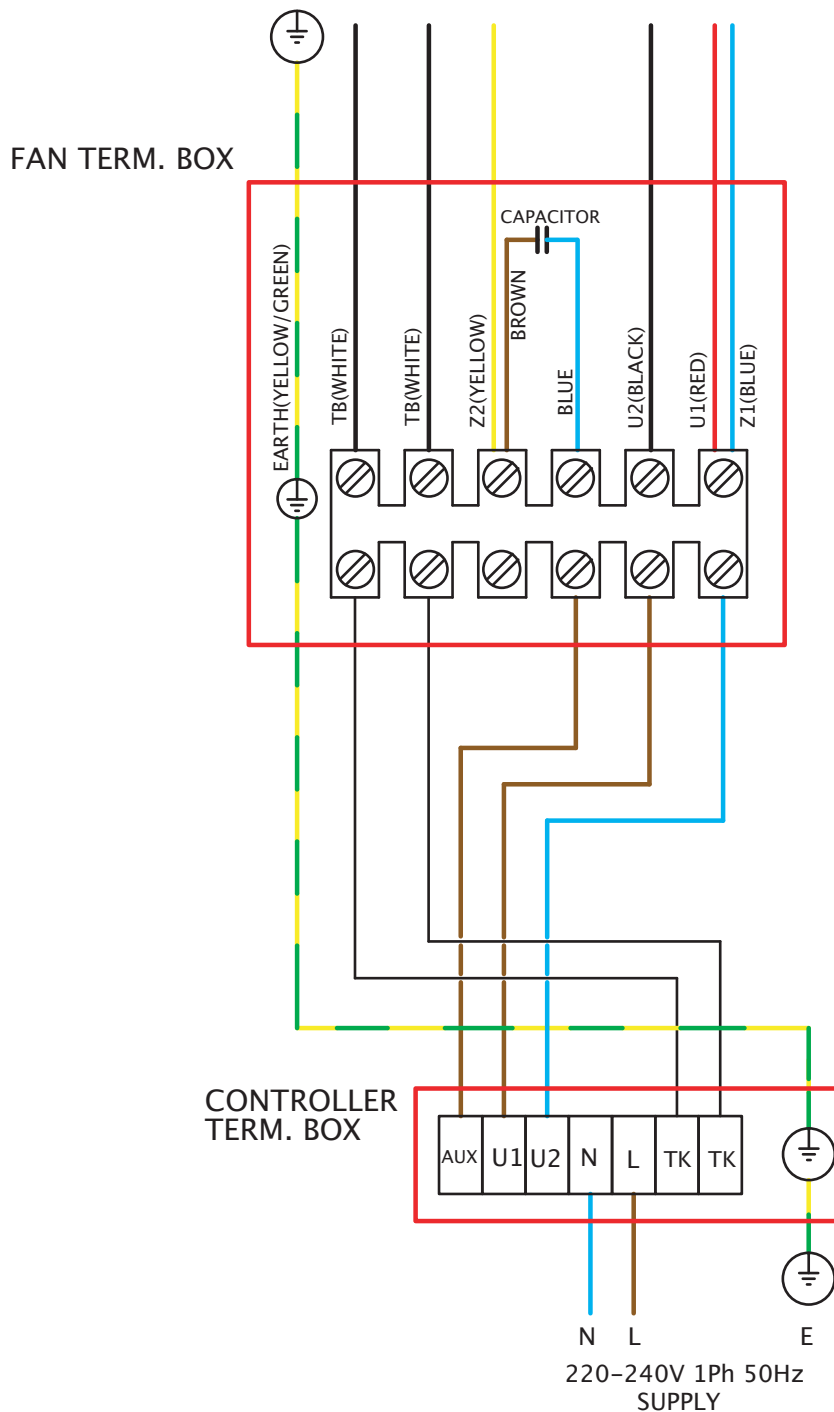 FAN TERM. BOX
CAPACITOR
EARTH(YELLOW/GREEN)
TB(WHITE)
TB(WHITE)
Z2(YELLOW)
BROWN
BLUE
U2(BLACK)
U1(RED)
Z1(BLUE)
CONTROLLER
TERM. BOX
AUX U1 U2 N L TK TK
N L E
220-240V 1Ph 50Hz
SUPPLY